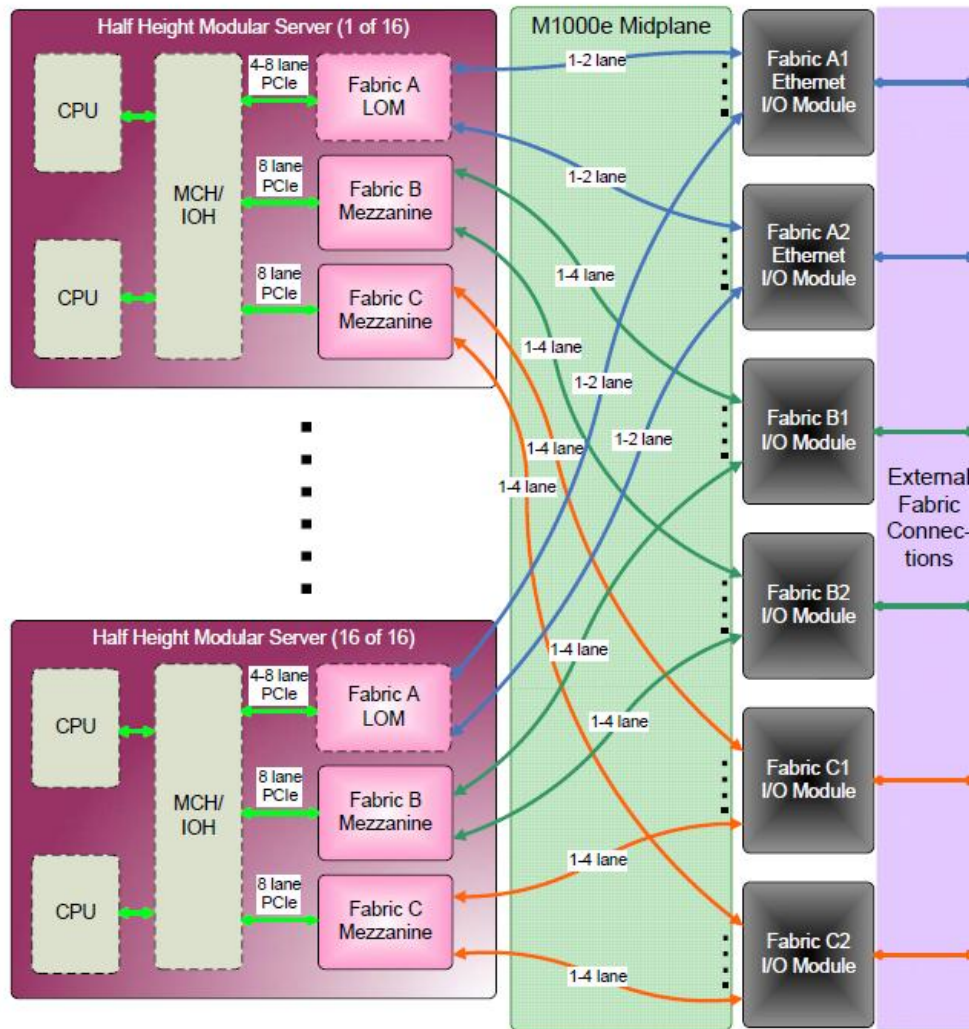 Half Height Modular Server (1 of 16)
CPU
CPU
MCH/
IOH
4-8 lane
PCIe
8 lane
PCIe
8 lane
PCIe
Fabric A
LOM
Fabric B
Mezzanine
Fabric C
Mezzanine
Half Height Modular Server (16 of 16)
CPU
CPU
MCH/
IOH
4-8 lane
PCIe
8 lane
PCIe
8 lane
PCIe
Fabric A
LOM
Fabric B
Mezzanine
Fabric C
Mezzanine
M1000e Midplane
1-2 lane
1-2 lane
1-4 lane
1-4 lane
1-2 lane
1-2 lane
1-4 lane
1-4 lane
1-4 lane
1-4 lane
1-4 lane
1-4 lane
Fabric A1
Ethernet
I/O Module
Fabric A2
Ethernet
I/O Module
Fabric B1
I/O Module
Fabric B2
I/O Module
Fabric C1
I/O Module
Fabric C2
I/O Module
External
Fabric
Connec-
tions